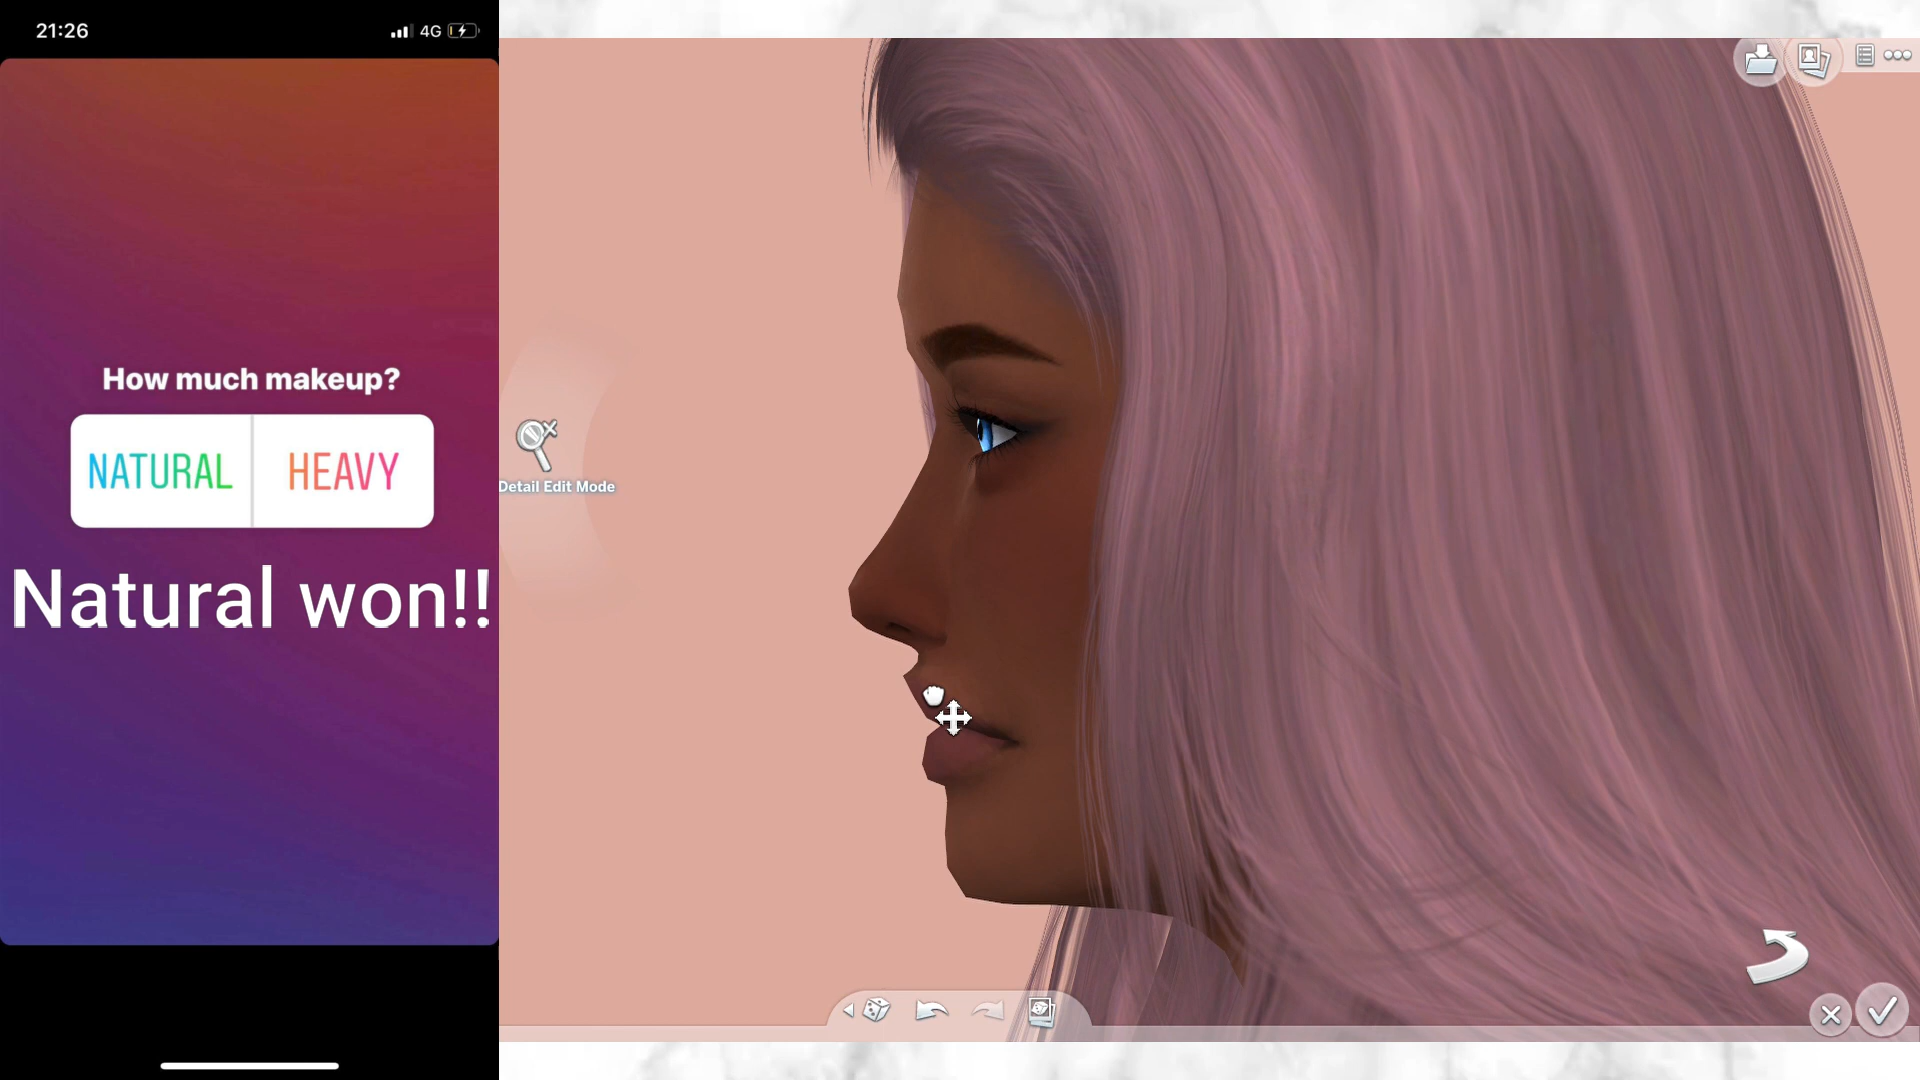 21:26
4G
How much makeup?
NATURAL
HEAVY
Natural won!!
Detail Edit Mode